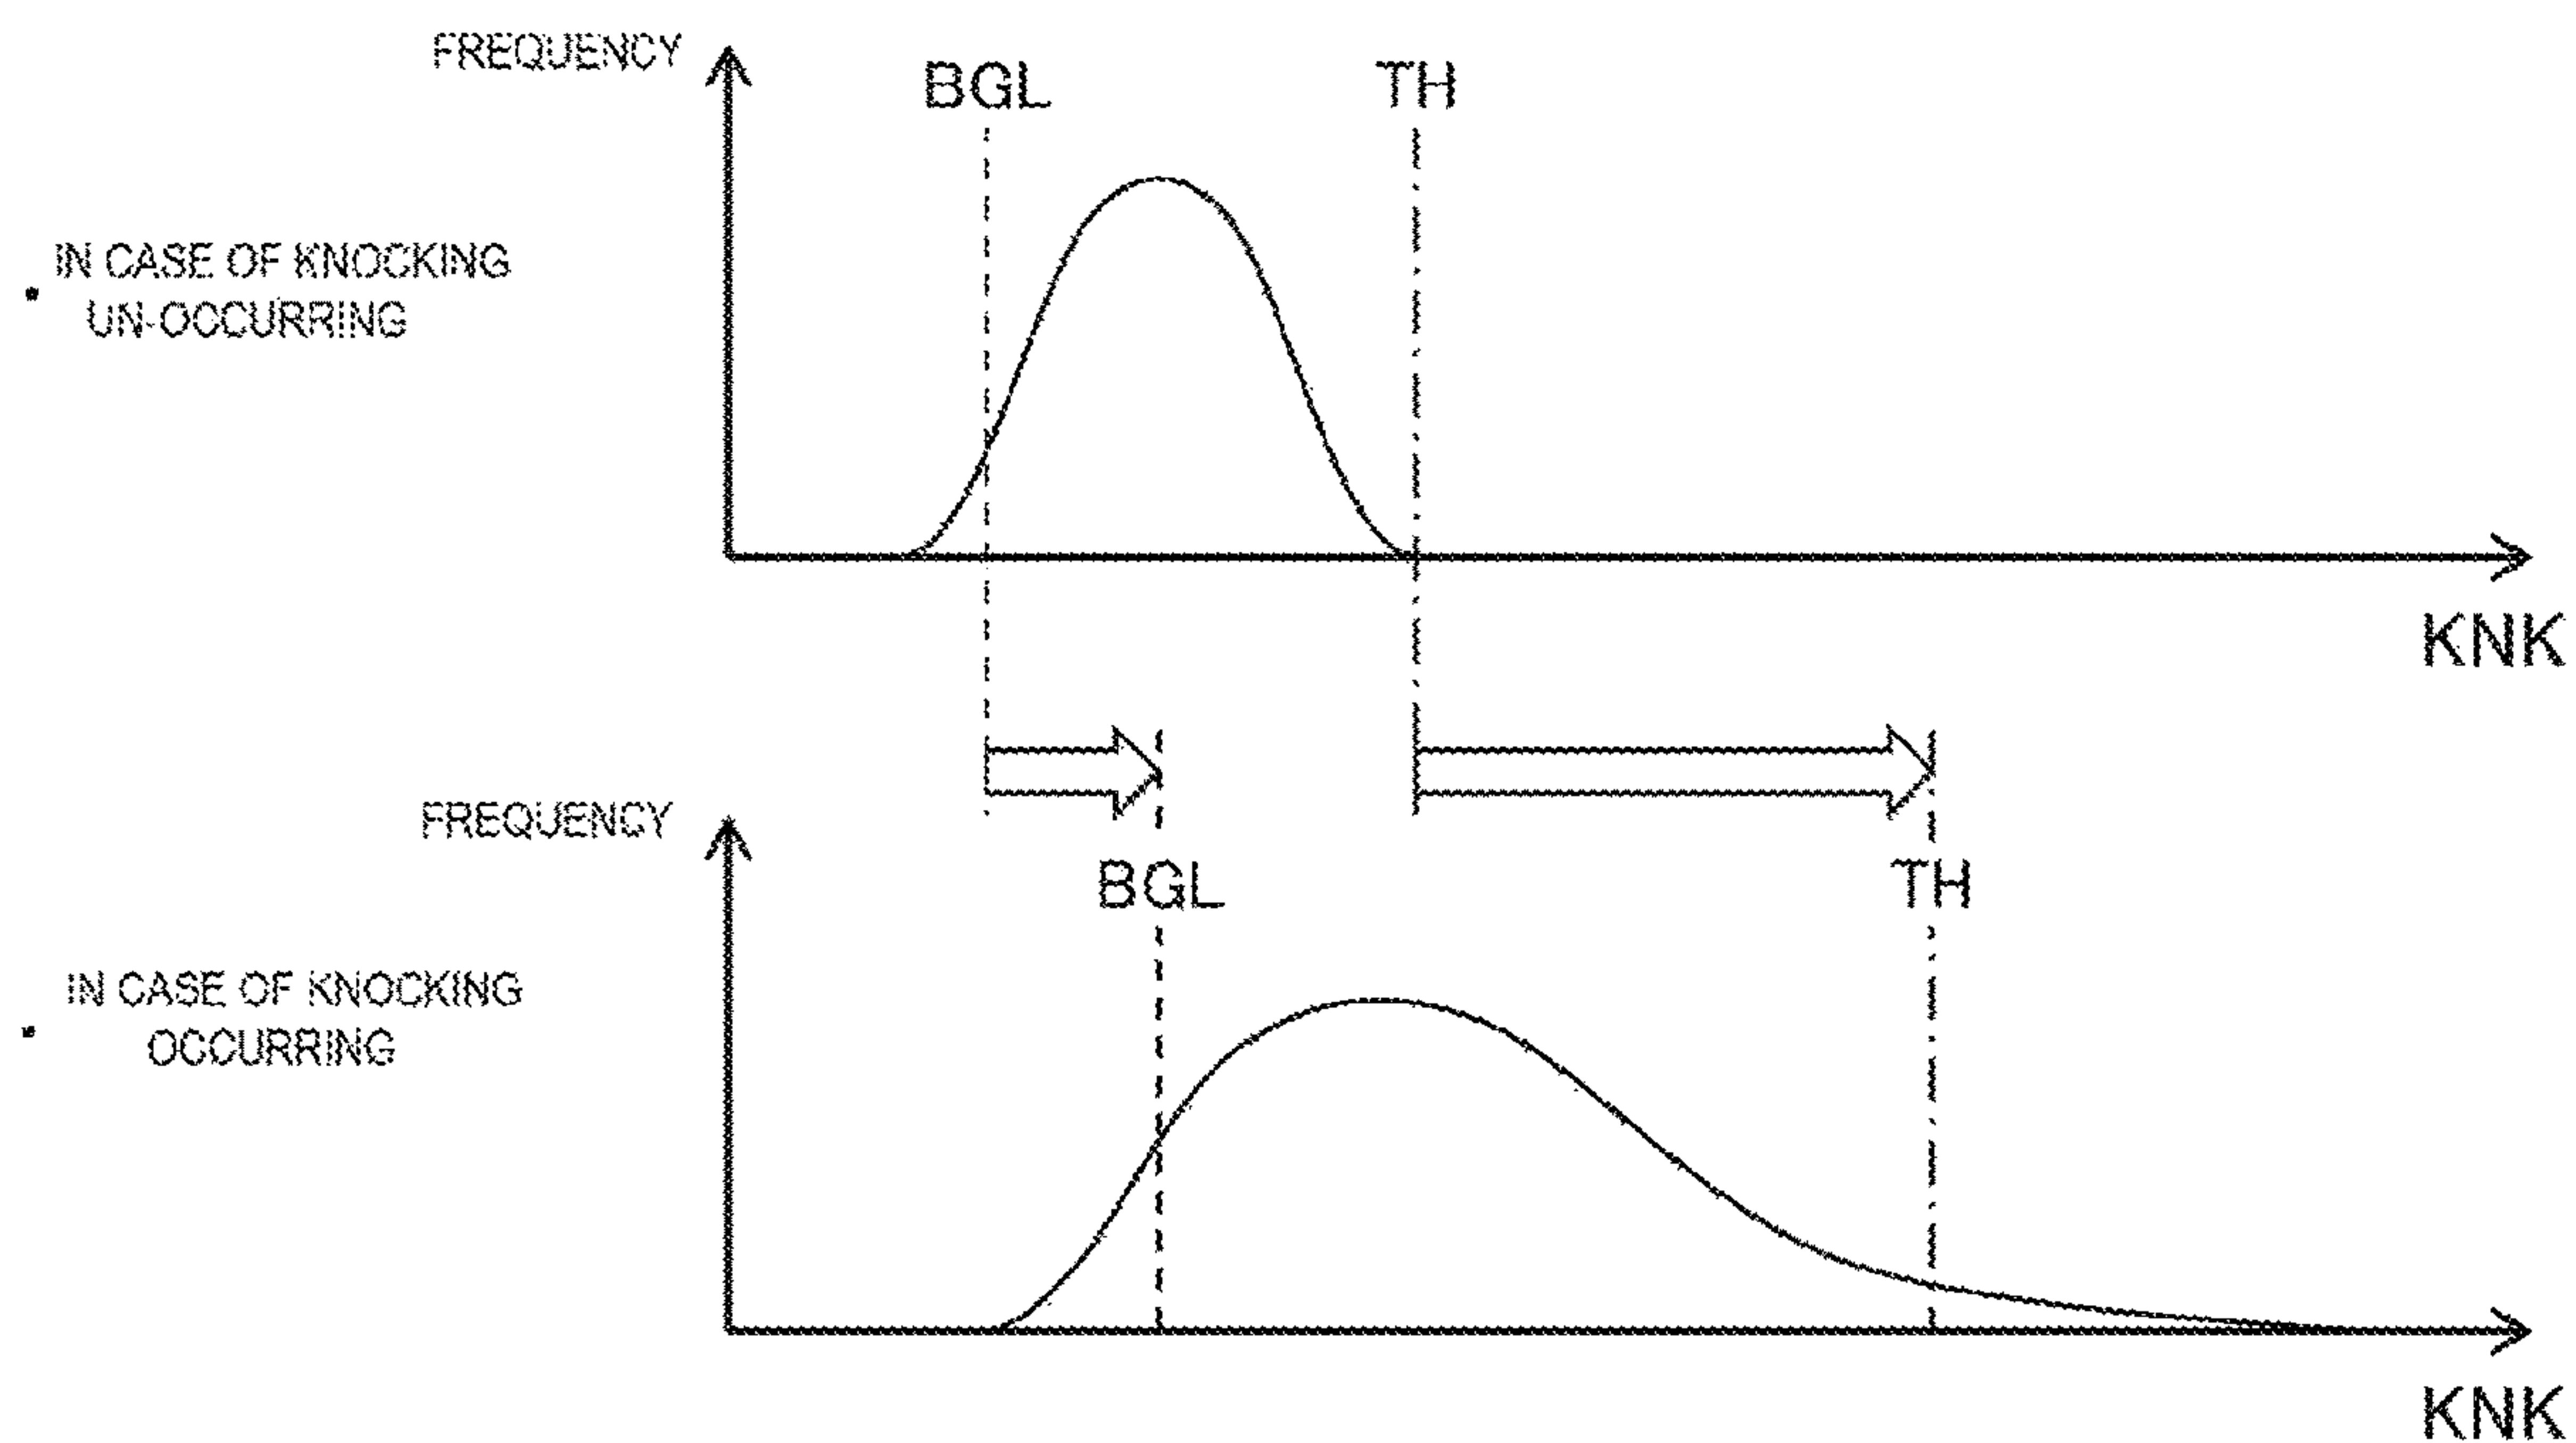 FREQUENCY
BGL
TH
IN CASE OF KNOCKING
UN-OCCURRING
KNK
FREQUENCY
BGL
TH
IN CASE OF KNOCKING
OCCURRING
KNK